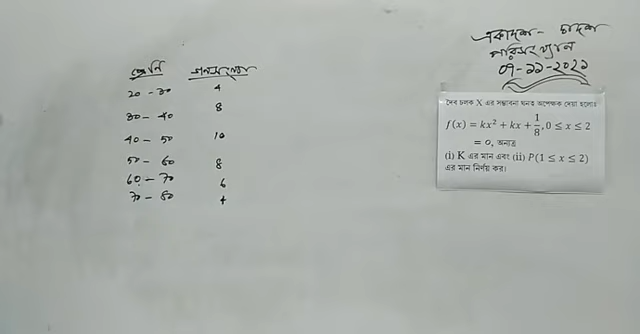 একাদশ - দ্বাদশ
পরিসংখ্যান
০৭-১১-২০২১
শ্রেণি গনসংখ্যা
২০ - ৩০ ৪
৩০ - ৪০ ৮
৪০ - ৫০ ১০
৫০ - ৬০ ৮
৬০ - ৭০ ৬
৭০ - ৮০ ৪
দৈব চলক X এর সম্ভাবনা ঘনত্ব অপেক্ষক দেয়া হলোঃ
f(x) = kx² + kx + 1/8, 0 ≤ x ≤ 2
= 0, অন্যত্র
(i) K এর মান এবং (ii) P(1 ≤ x ≤ 2)
এর মান নির্ণয় কর।